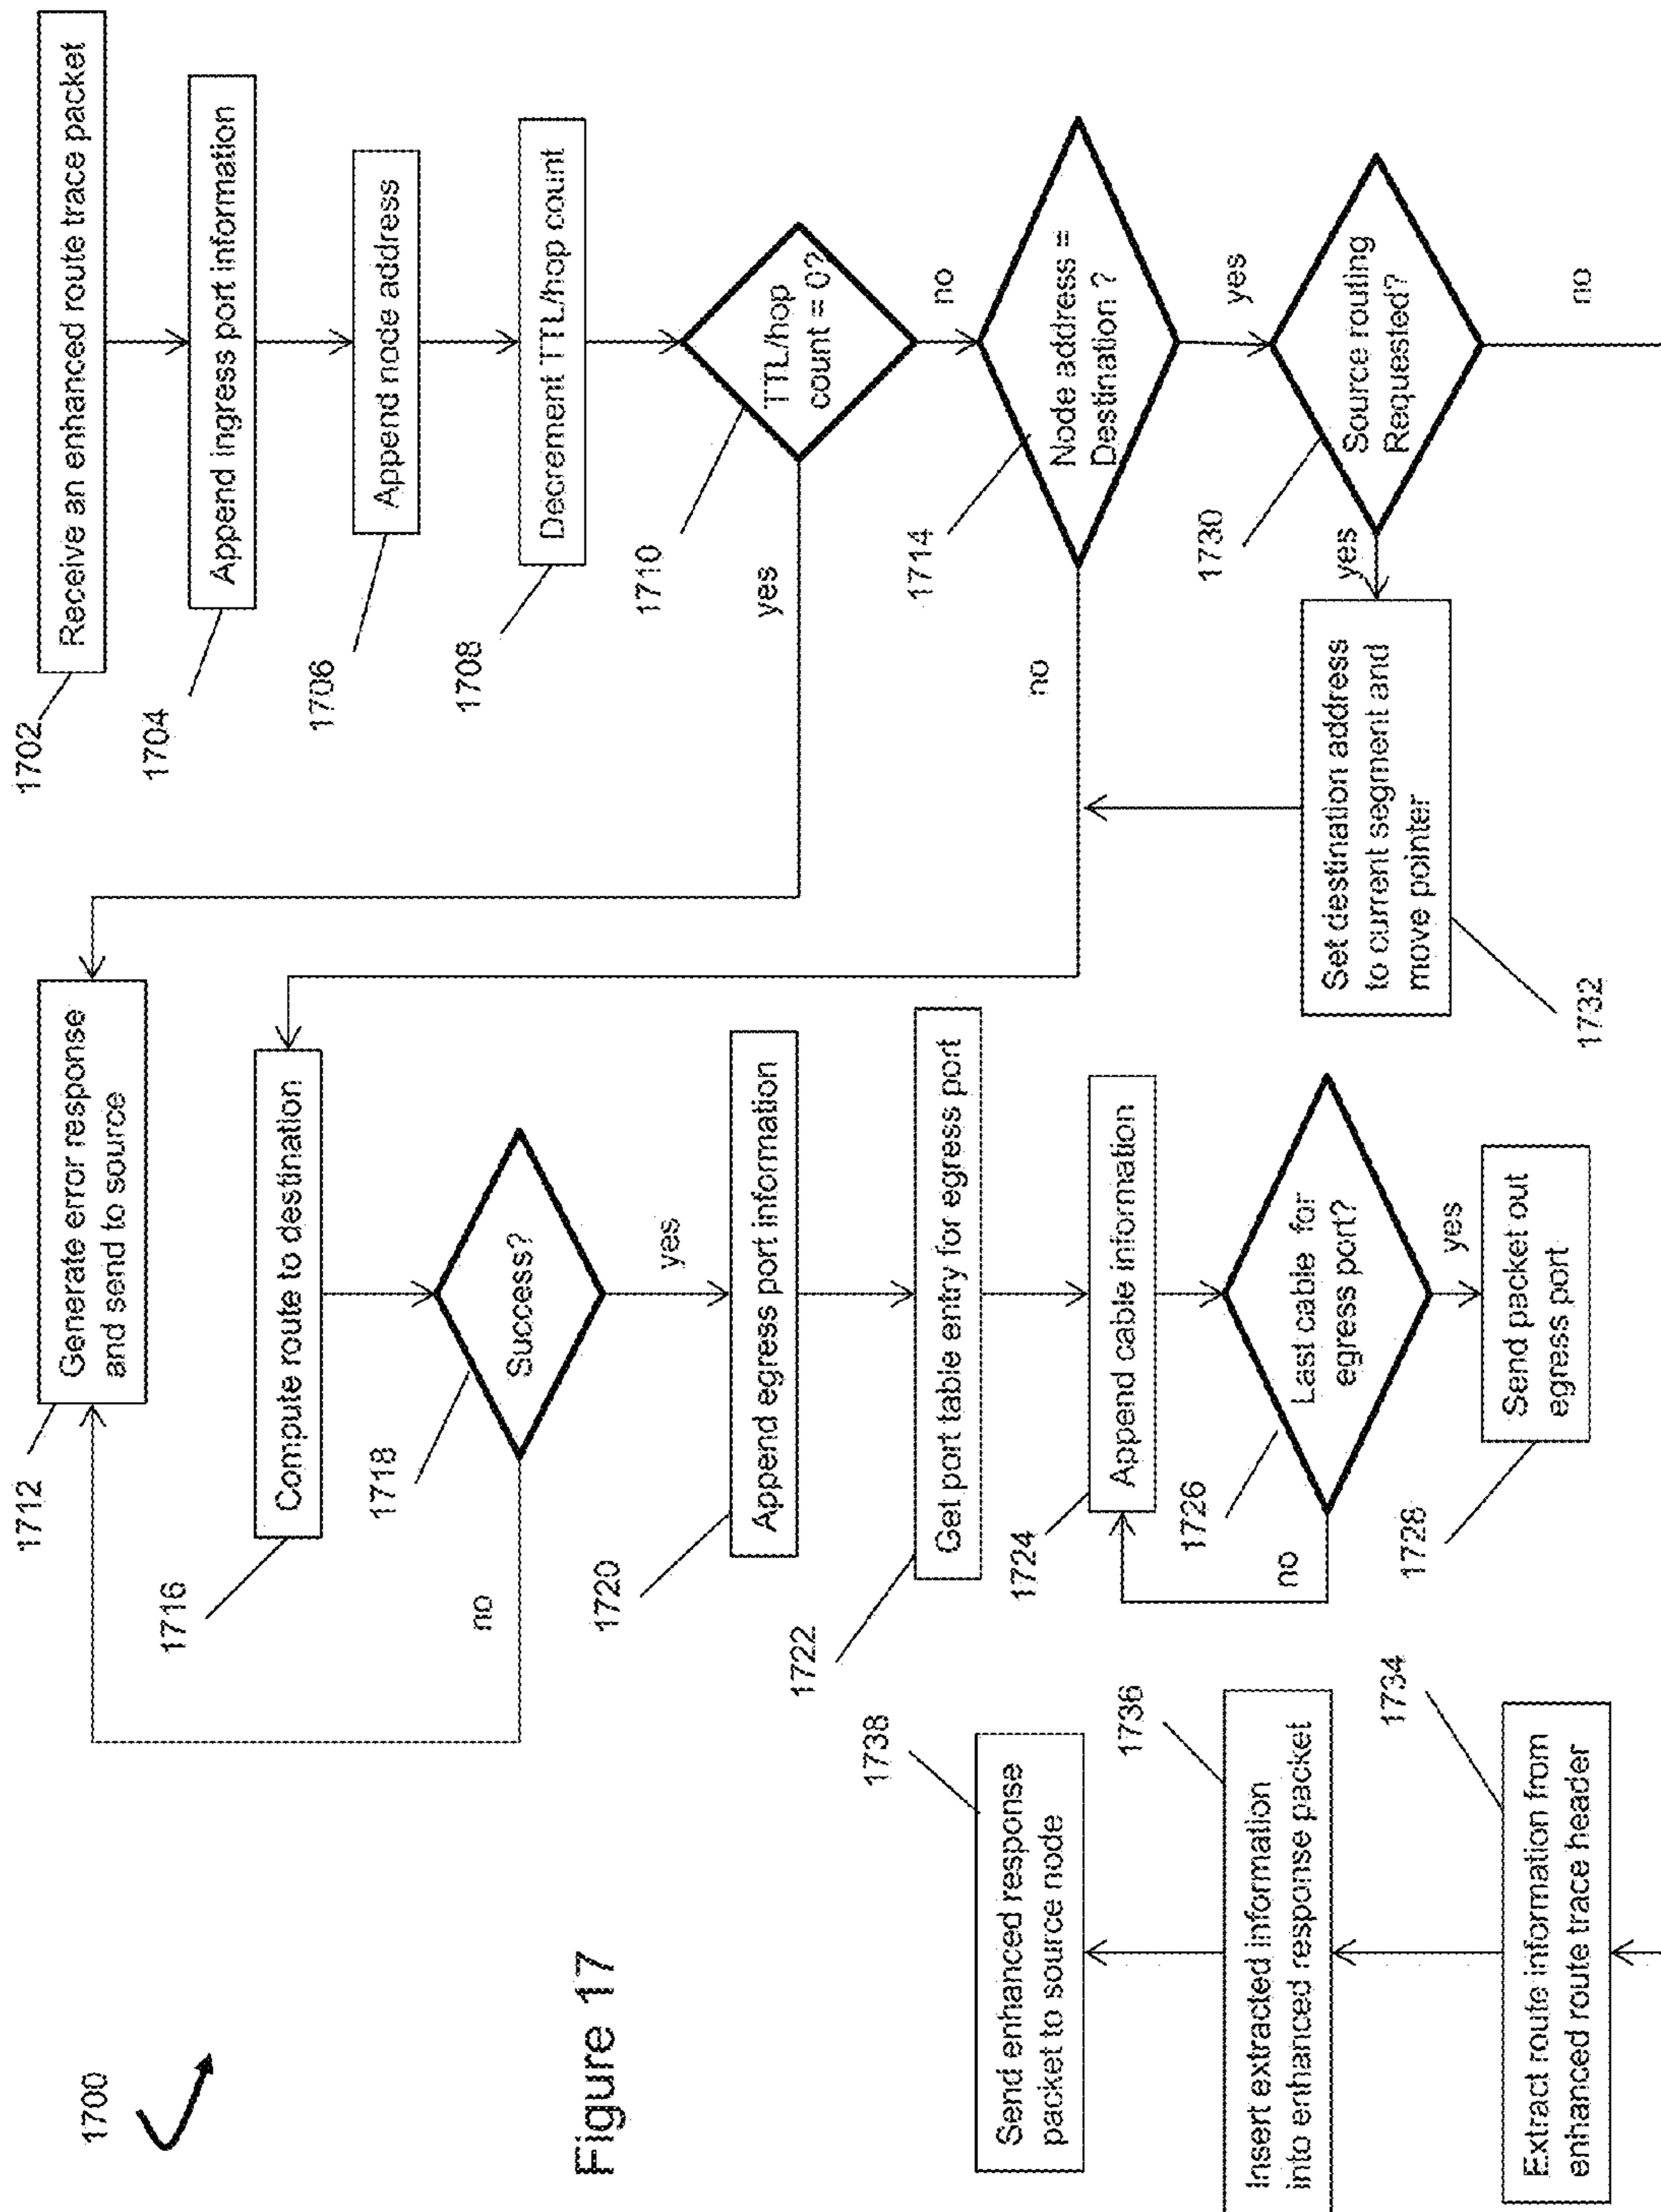 1700
Figure 17
1702
Receive an enhanced route trace packet
1704
Append ingress port information
1706
Append node address
1708
Decrement TTL/hop count
1710
TTL/hop
count = 0?
yes
no
1712
Generate error response
and send to source
1714
Node address =
Destination ?
no
yes
1716
Compute route to destination
1718
Success?
no
yes
1720
Append egress port information
1722
Get port table entry for egress port
1724
Append cable information
1726
Last cable for
egress port?
no
yes
1728
Send packet out
egress port
1730
Source routing
Requested?
yes
no
1732
Set destination address
to current segment and
move pointer
1734
Extract route information from
enhanced route trace header
1736
Insert extracted information
into enhanced response packet
1738
Send enhanced response
packet to source node